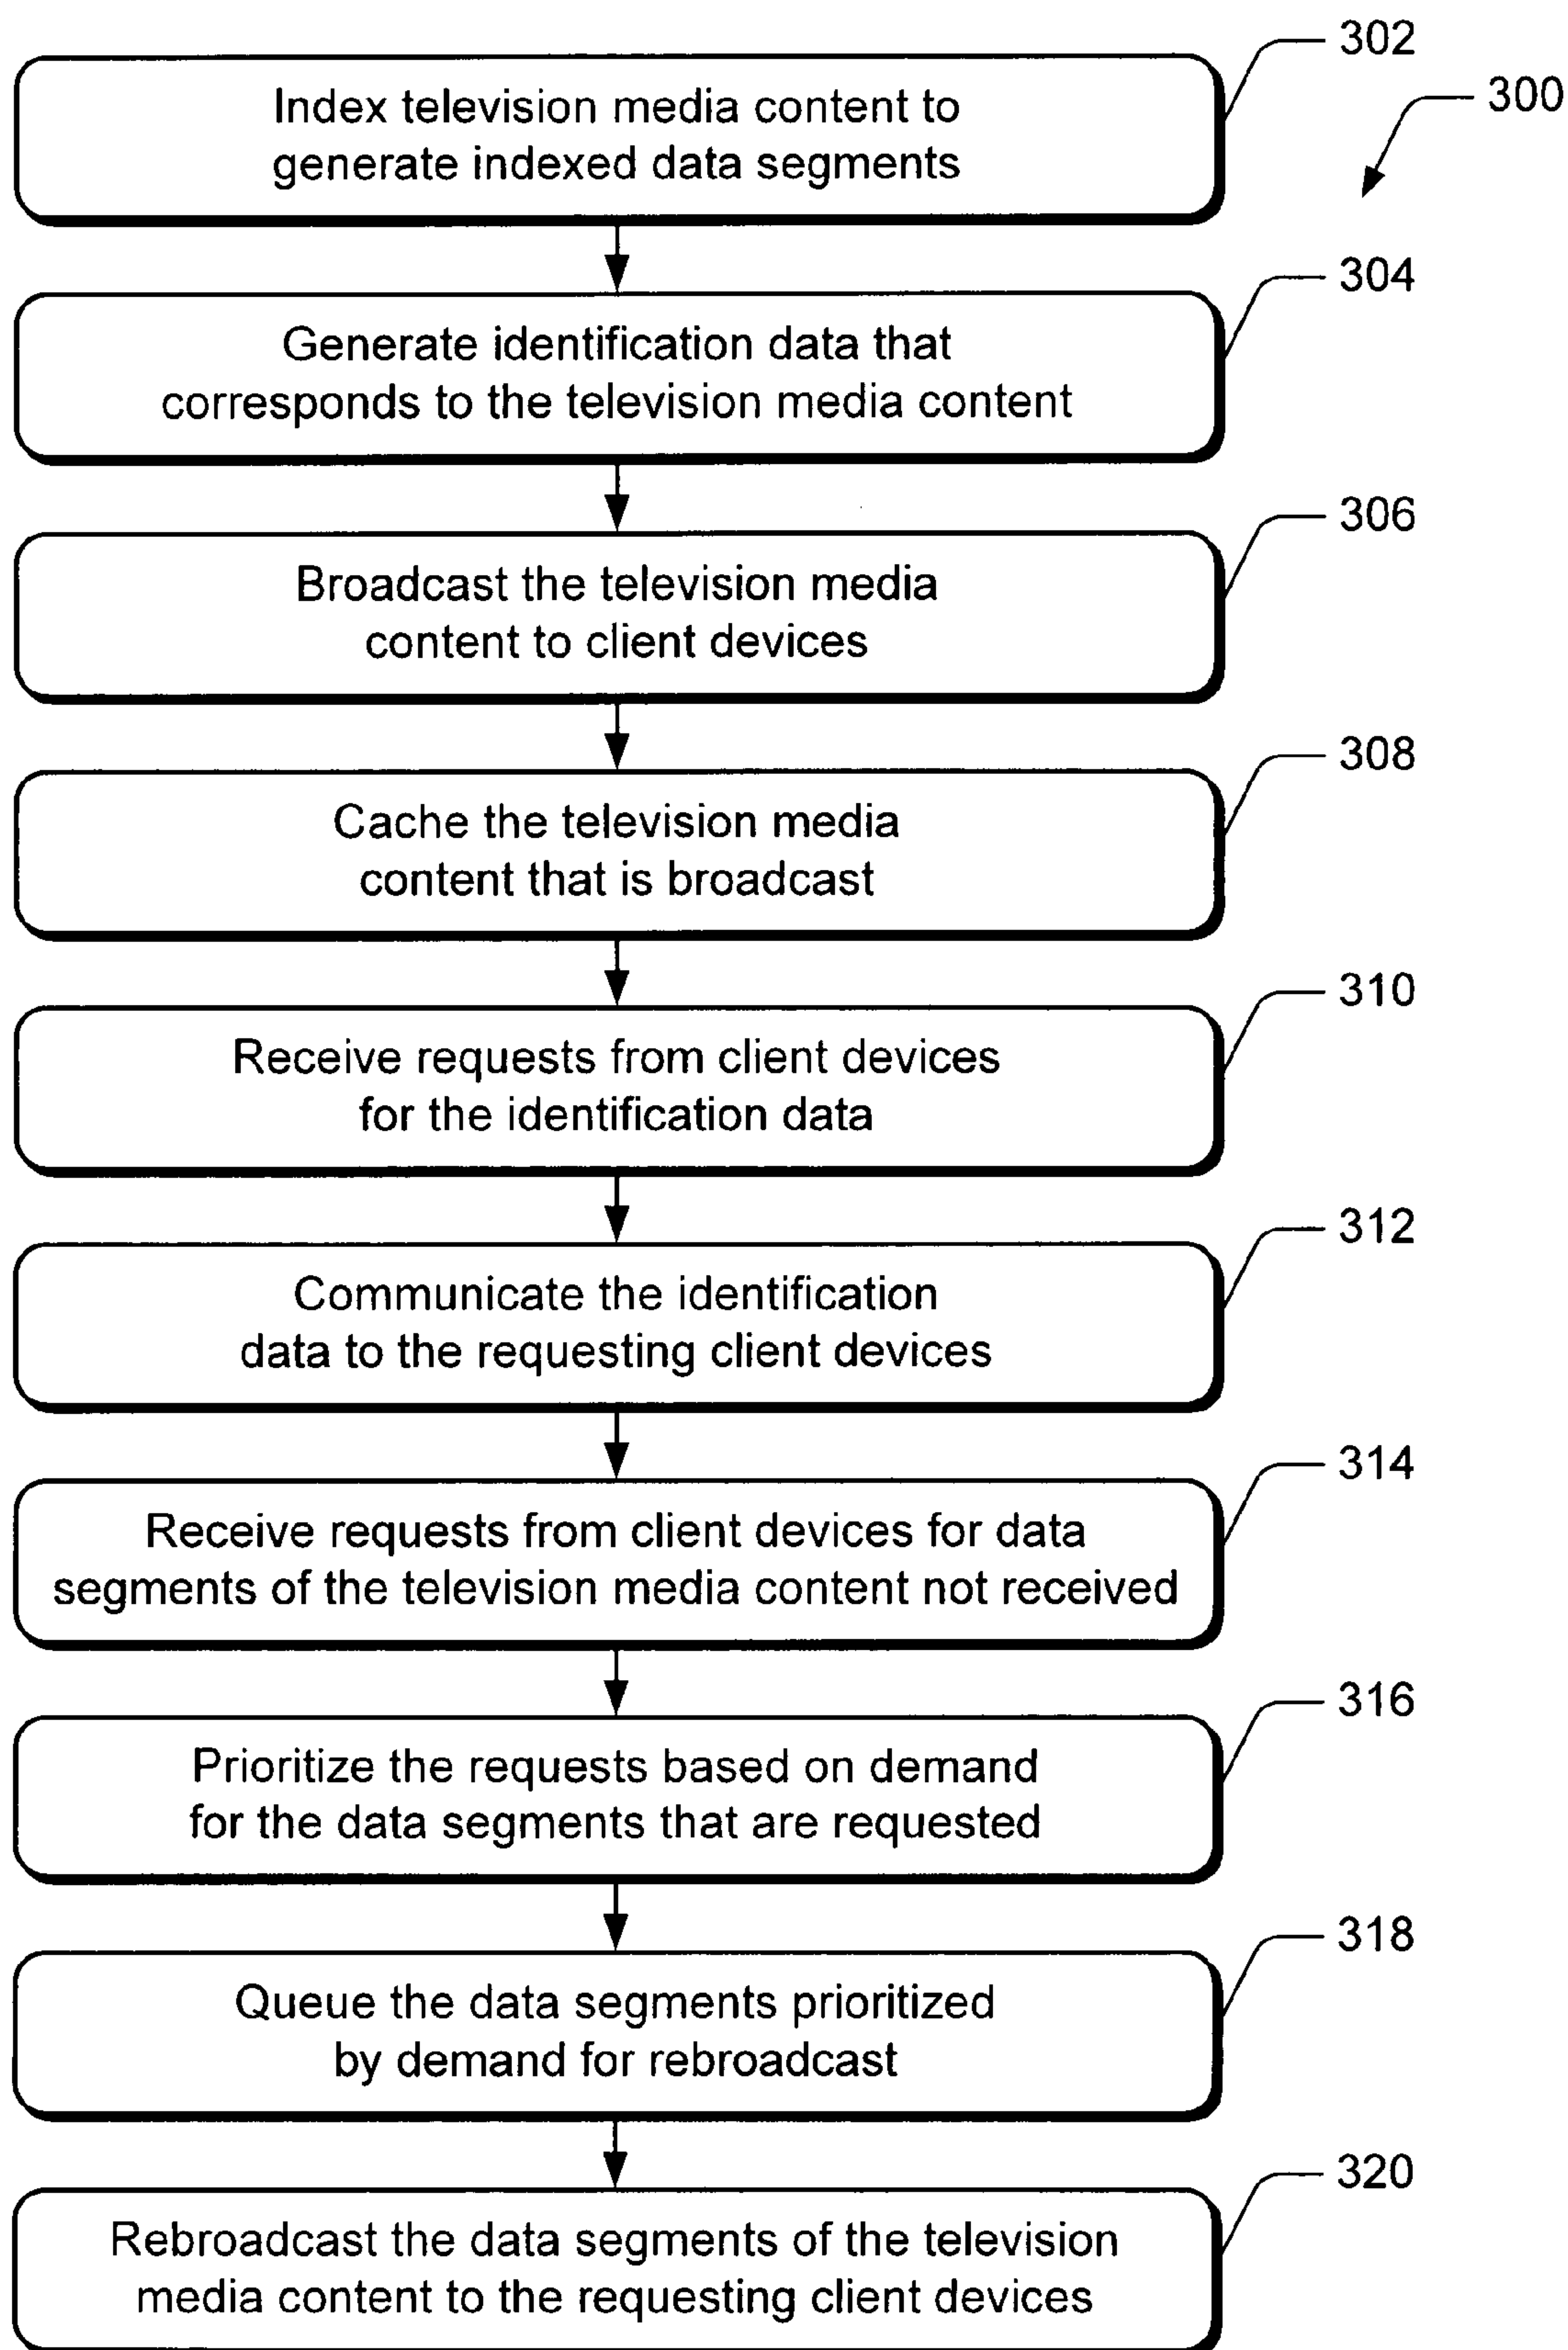 302
300
Index television media content to
generate indexed data segments
304
Generate identification data that
corresponds to the television media content
306
Broadcast the television media
content to client devices
308
Cache the television media
content that is broadcast
310
Receive requests from client devices
for the identification data
312
Communicate the identification
data to the requesting client devices
314
Receive requests from client devices for data
segments of the television media content not received
316
Prioritize the requests based on demand
for the data segments that are requested
318
Queue the data segments prioritized
by demand for rebroadcast
320
Rebroadcast the data segments of the television
media content to the requesting client devices